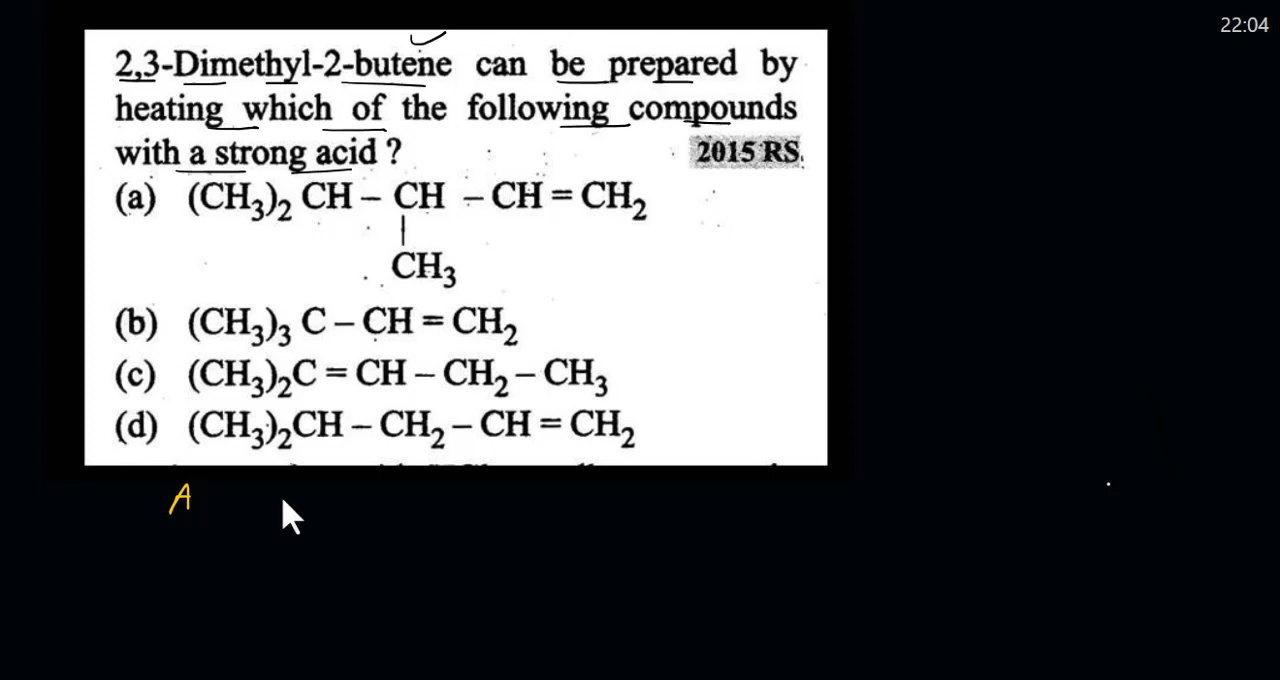 22:04
2,3-Dimethyl-2-butene can be prepared by
heating which of the following compounds
with a strong acid ? 2015 RS
(a) (CH₃)₂ CH – CH – CH = CH₂
|
CH₃
(b) (CH₃)₃ C – CH = CH₂
(c) (CH₃)₂C = CH – CH₂ – CH₃
(d) (CH₃)₂CH – CH₂ – CH = CH₂
A